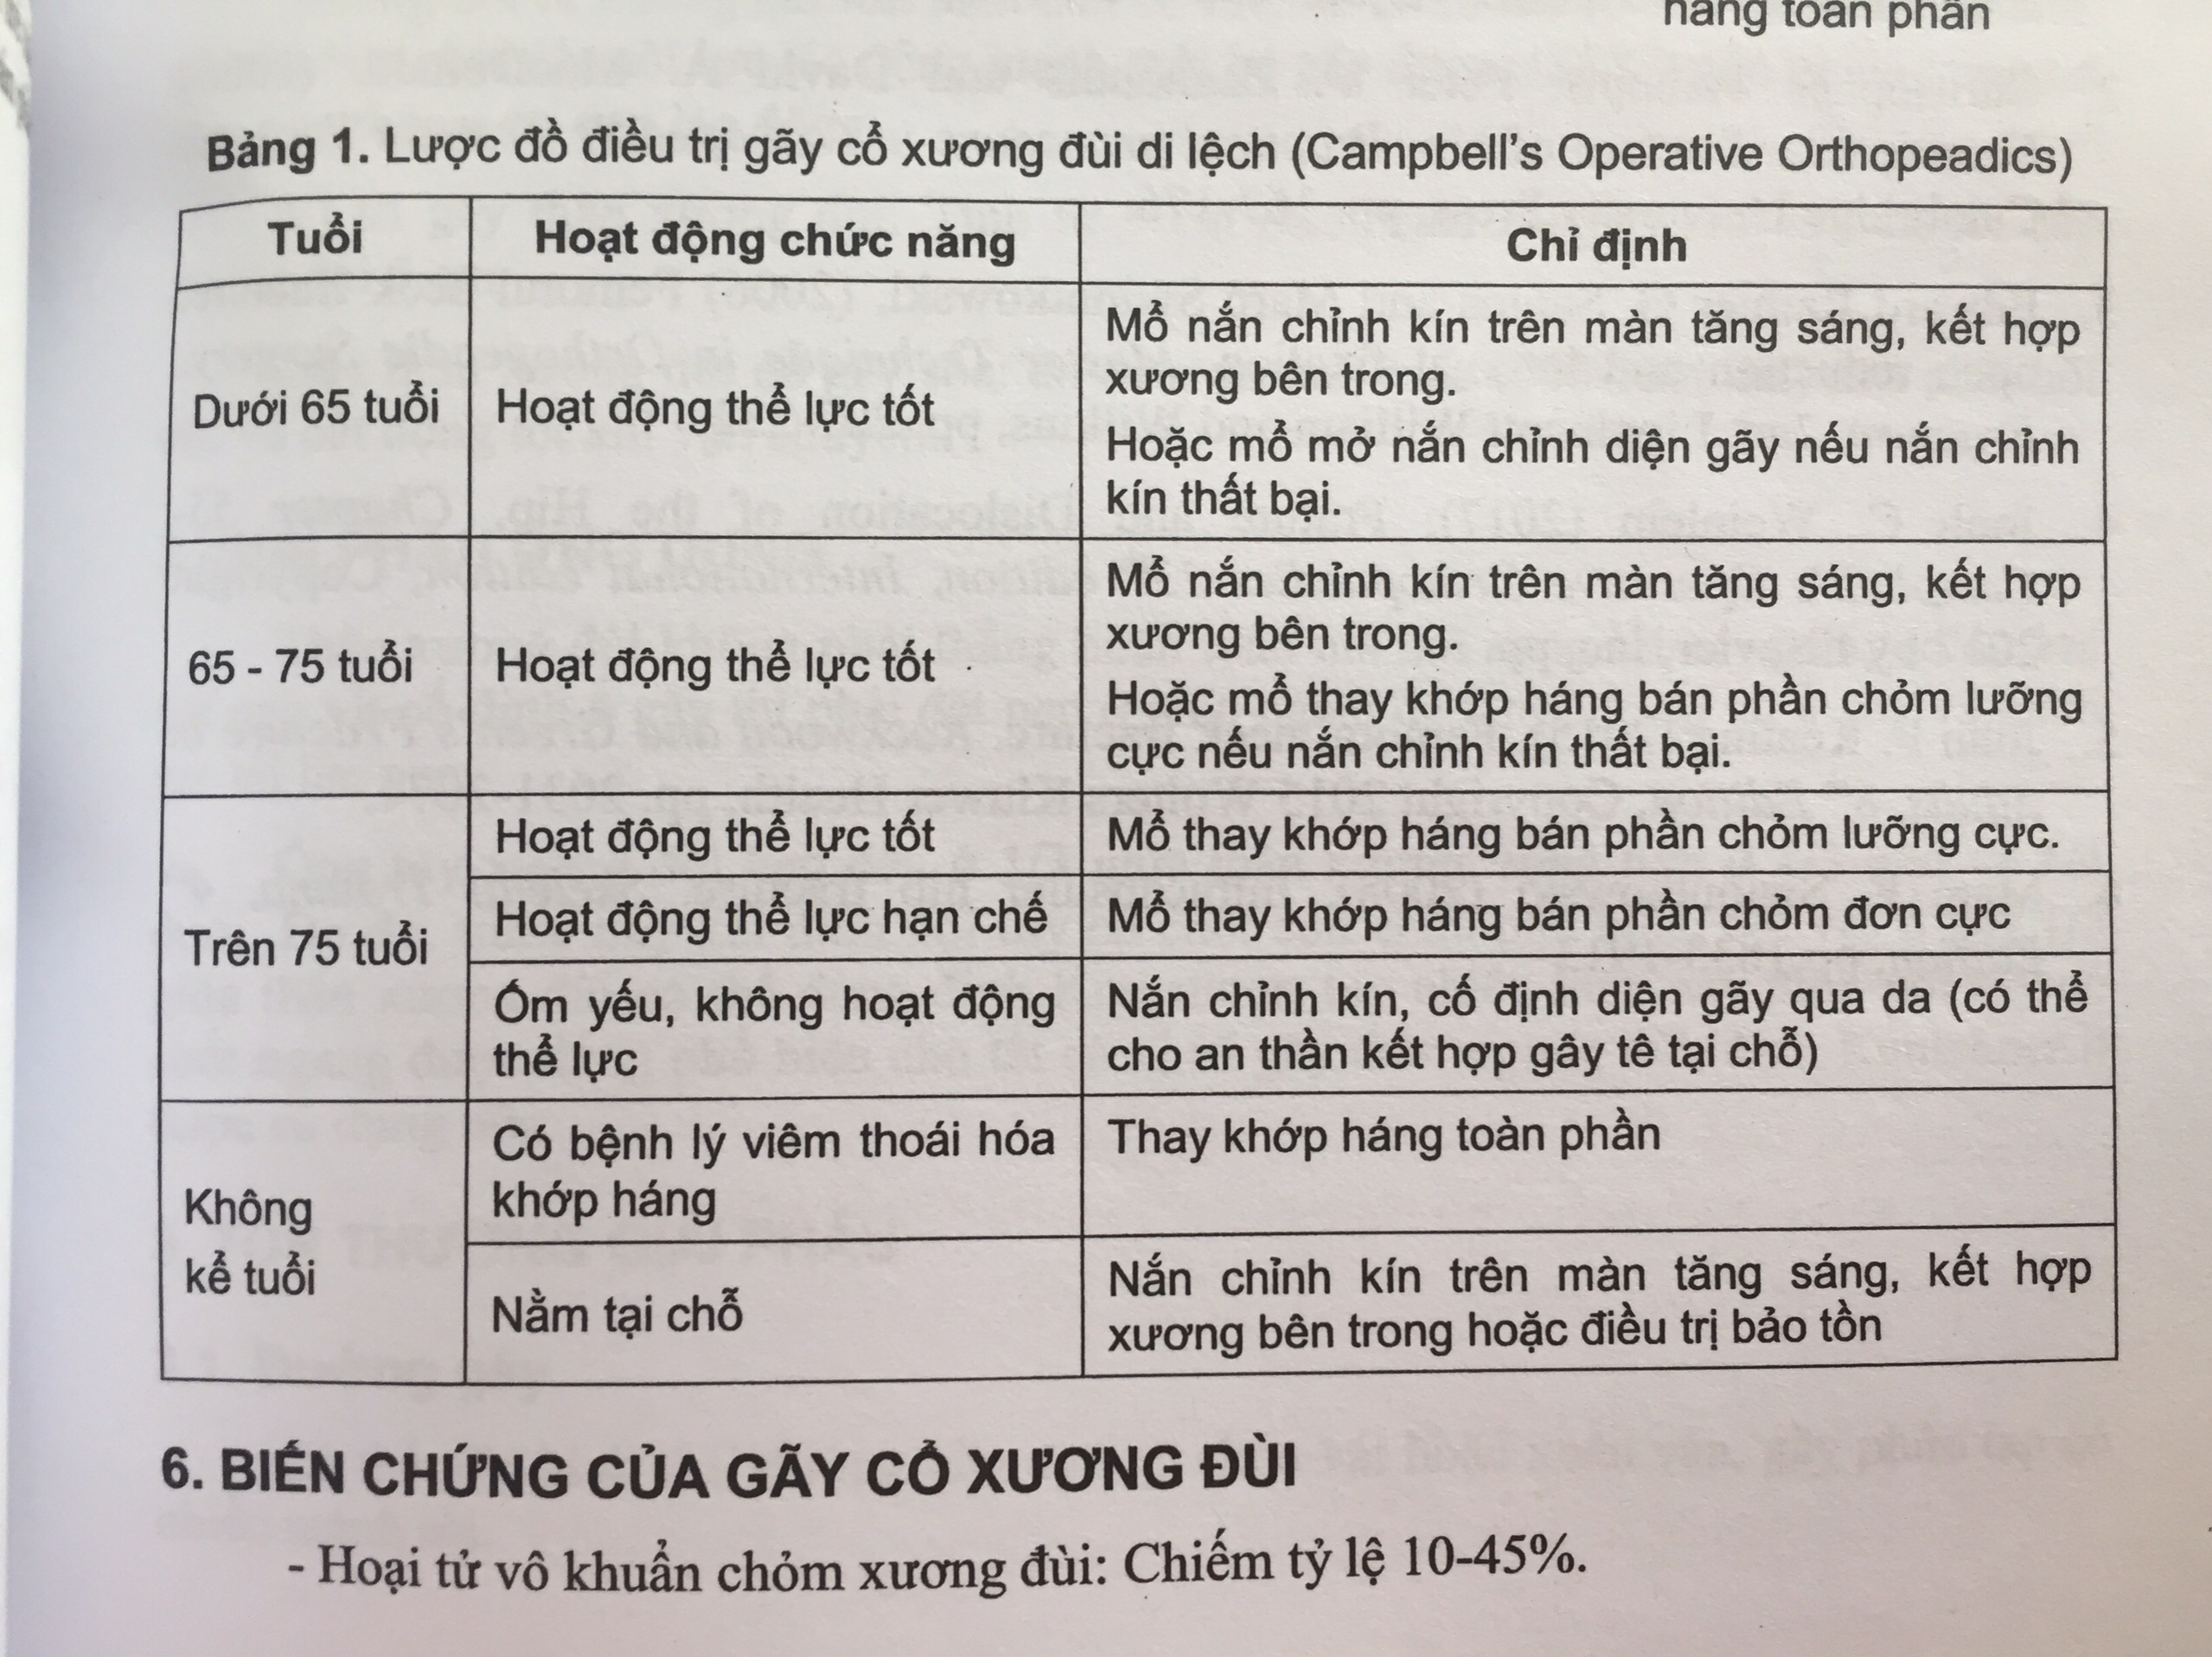 háng toàn phần
Bảng 1. Lược đồ điều trị gãy cổ xương đùi di lệch (Campbell's Operative Orthopeadics)
Tuổi
Hoạt động chức năng
Chỉ định
Dưới 65 tuổi
Hoạt động thể lực tốt
Mổ nắn chỉnh kín trên màn tăng sáng, kết hợp
xương bên trong.
Hoặc mổ mở nắn chỉnh diện gãy nếu nắn chỉnh
kín thất bại.
65 - 75 tuổi
Hoạt động thể lực tốt
Mổ nắn chỉnh kín trên màn tăng sáng, kết hợp
xương bên trong.
Hoặc mổ thay khớp háng bán phần chỏm lưỡng
cực nếu nắn chỉnh kín thất bại.
Trên 75 tuổi
Hoạt động thể lực tốt
Mổ thay khớp háng bán phần chỏm lưỡng cực.
Hoạt động thể lực hạn chế
Mổ thay khớp háng bán phần chỏm đơn cực
Ốm yếu, không hoạt động
thể lực
Nắn chỉnh kín, cố định diện gãy qua da (có thể
cho an thần kết hợp gây tê tại chỗ)
Không
kể tuổi
Có bệnh lý viêm thoái hóa
khớp háng
Thay khớp háng toàn phần
Nằm tại chỗ
Nắn chỉnh kín trên màn tăng sáng, kết hợp
xương bên trong hoặc điều trị bảo tồn
6. BIẾN CHỨNG CỦA GÃY CỔ XƯƠNG ĐÙI
- Hoại tử vô khuẩn chỏm xương đùi: Chiếm tỷ lệ 10-45%.